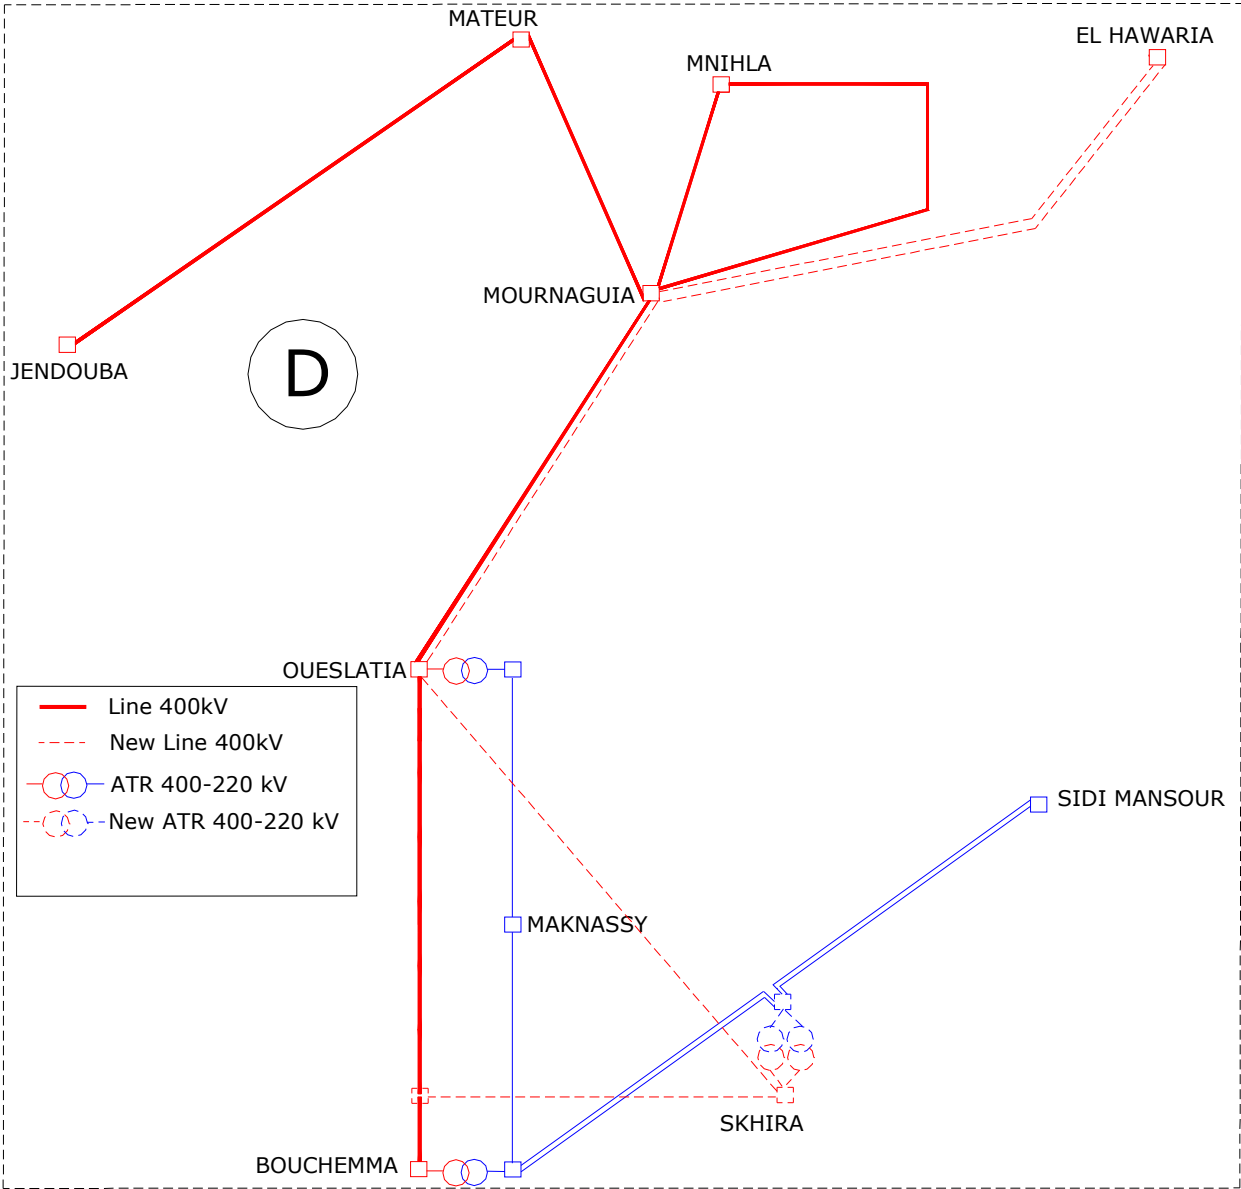 MATEUR
EL HAWARIA
MNIHLA
MOURNAGUIA
JENDOUBA
D
OUESLATIA
Line 400kV
New Line 400kV
ATR 400-220 kV
New ATR 400-220 kV
SIDI MANSOUR
MAKNASSY
SKHIRA
BOUCHEMMA